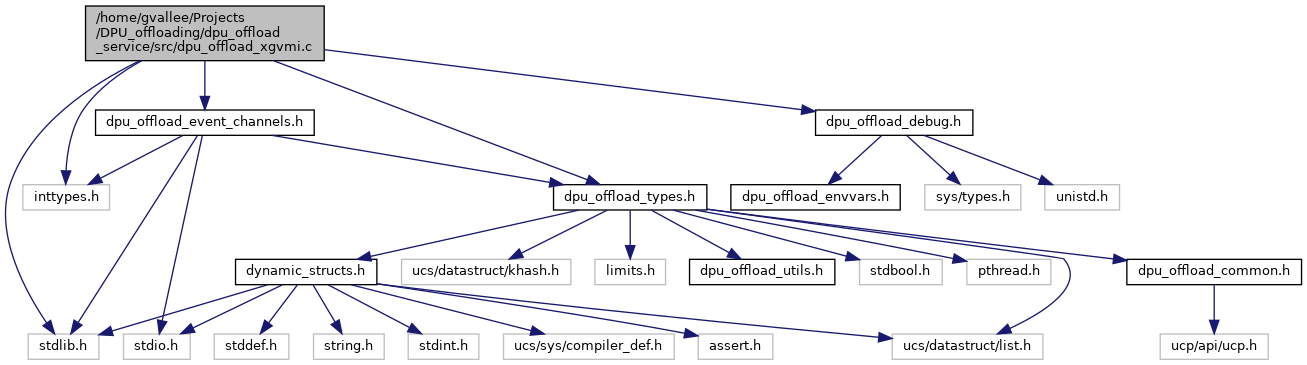 /home/gvallee/Projects
/DPU_offloading/dpu_offload
_service/src/dpu_offload_xgvmi.c
dpu_offload_event_channels.h
dpu_offload_debug.h
inttypes.h
dpu_offload_types.h
dpu_offload_envvars.h
sys/types.h
unistd.h
dynamic_structs.h
ucs/datastruct/khash.h
limits.h
dpu_offload_utils.h
stdbool.h
pthread.h
dpu_offload_common.h
stdlib.h
stdio.h
stddef.h
string.h
stdint.h
ucs/sys/compiler_def.h
assert.h
ucs/datastruct/list.h
ucp/api/ucp.h